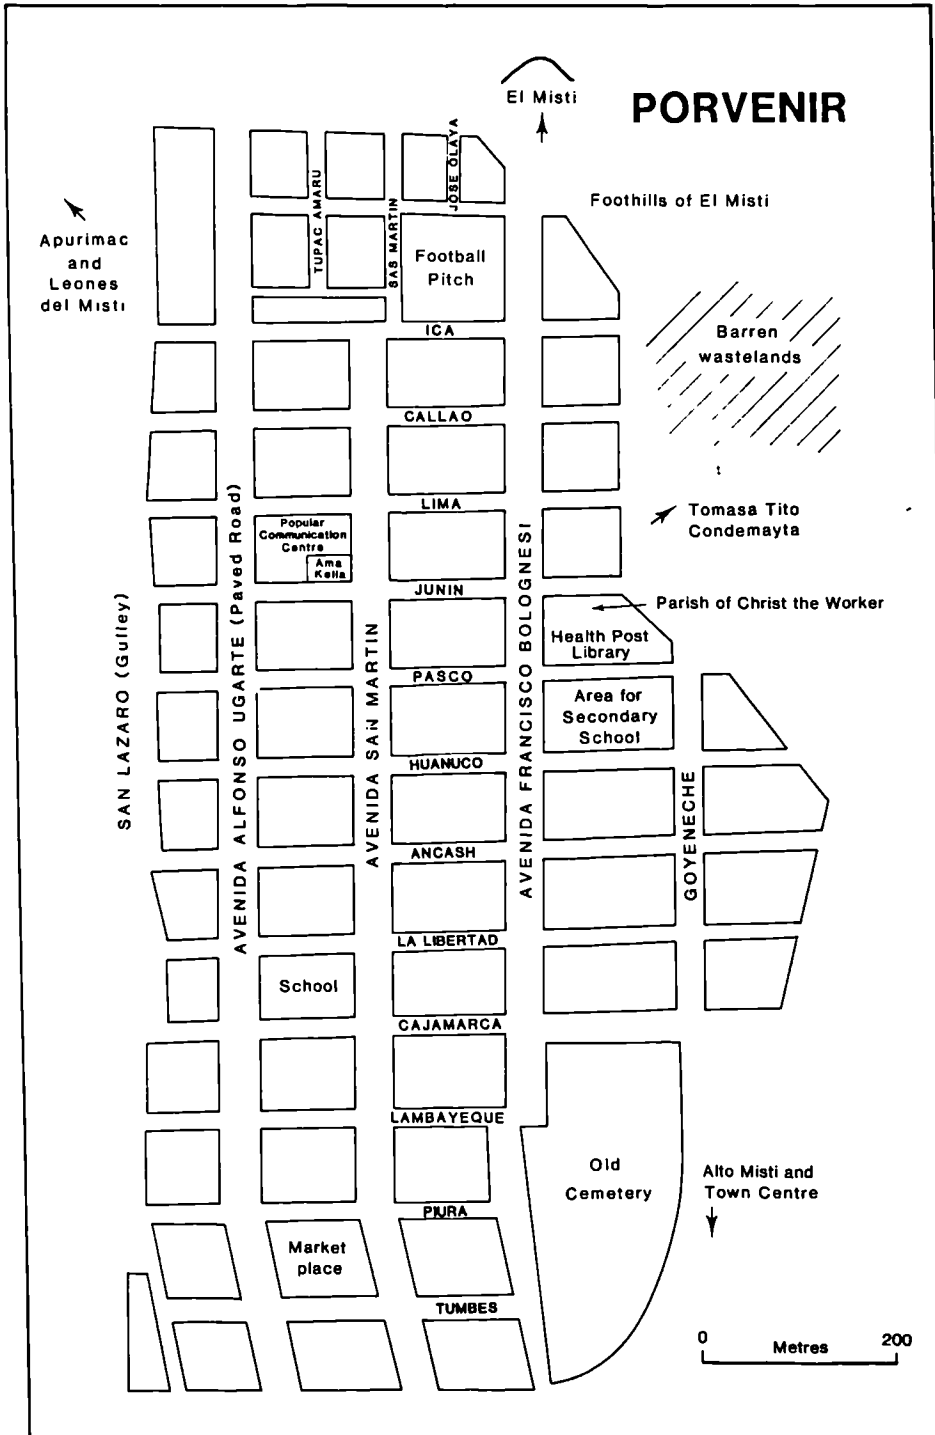 El Misti
PORVENIR
JOSE OLAYA
TUPAC AMARU
SAS MARTIN
Foothills of El Misti
Apurimac
and
Leones
del Misti
Football
Pitch
ICA
Barren
wastelands
CALLAO
LIMA
Tomasa Tito
Condemayta
Popular
Communication
Centre
Ama
Kella
JUNIN
Parish of Christ the Worker
Health Post
Library
PASCO
SAN LAZARO (Gulley)
AVENIDA ALFONSO UGARTE (Paved Road)
AVENIDA SAN MARTIN
AVENIDA FRANCISCO BOLOGNESI
Area for
Secondary
School
HUANUCO
GOYENECHE
ANCASH
LA LIBERTAD
School
CAJAMARCA
LAMBAYEQUE
Old
Cemetery
Alto Misti and
Town Centre
PIURA
Market
place
TUMBES
0 200
Metres